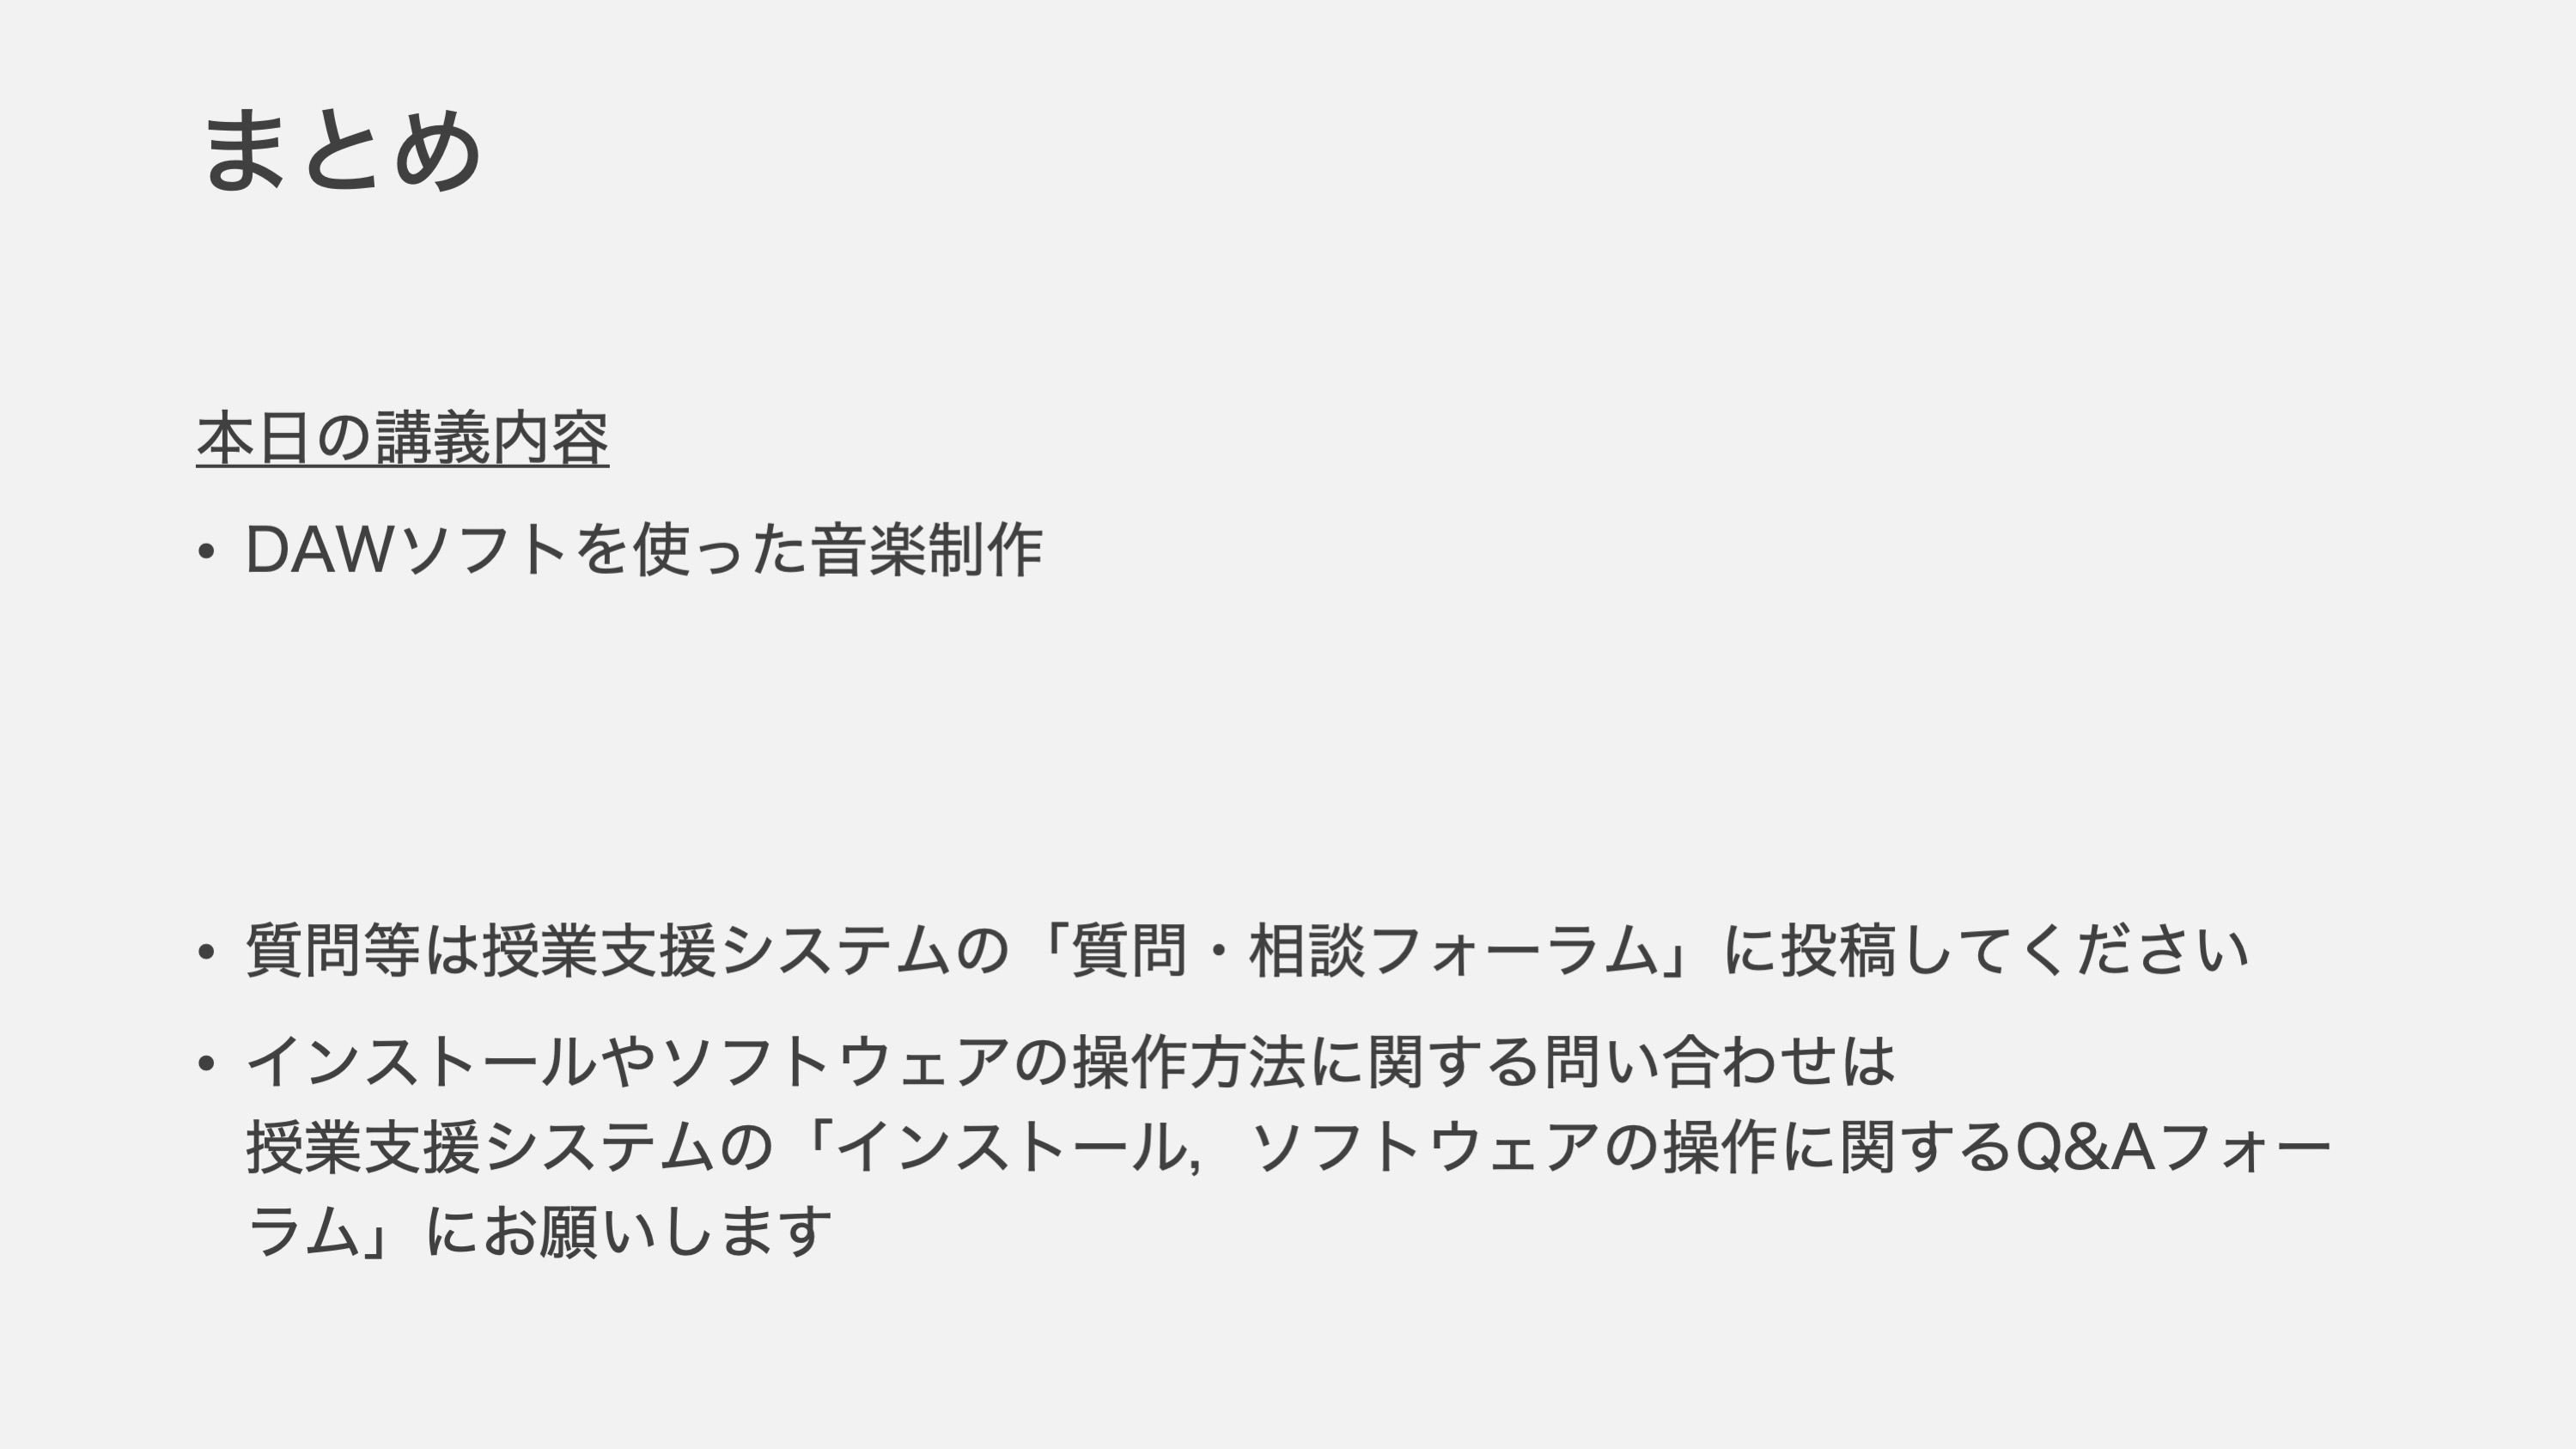 まとめ
本日の講義内容
• DAWソフトを使った音楽制作
• 質問等は授業支援システムの「質問・相談フォーラム」に投稿してください
• インストールやソフトウェアの操作方法に関する問い合わせは
授業支援システムの「インストール,　ソフトウェアの操作に関するQ&Aフォー
ラム」にお願いします